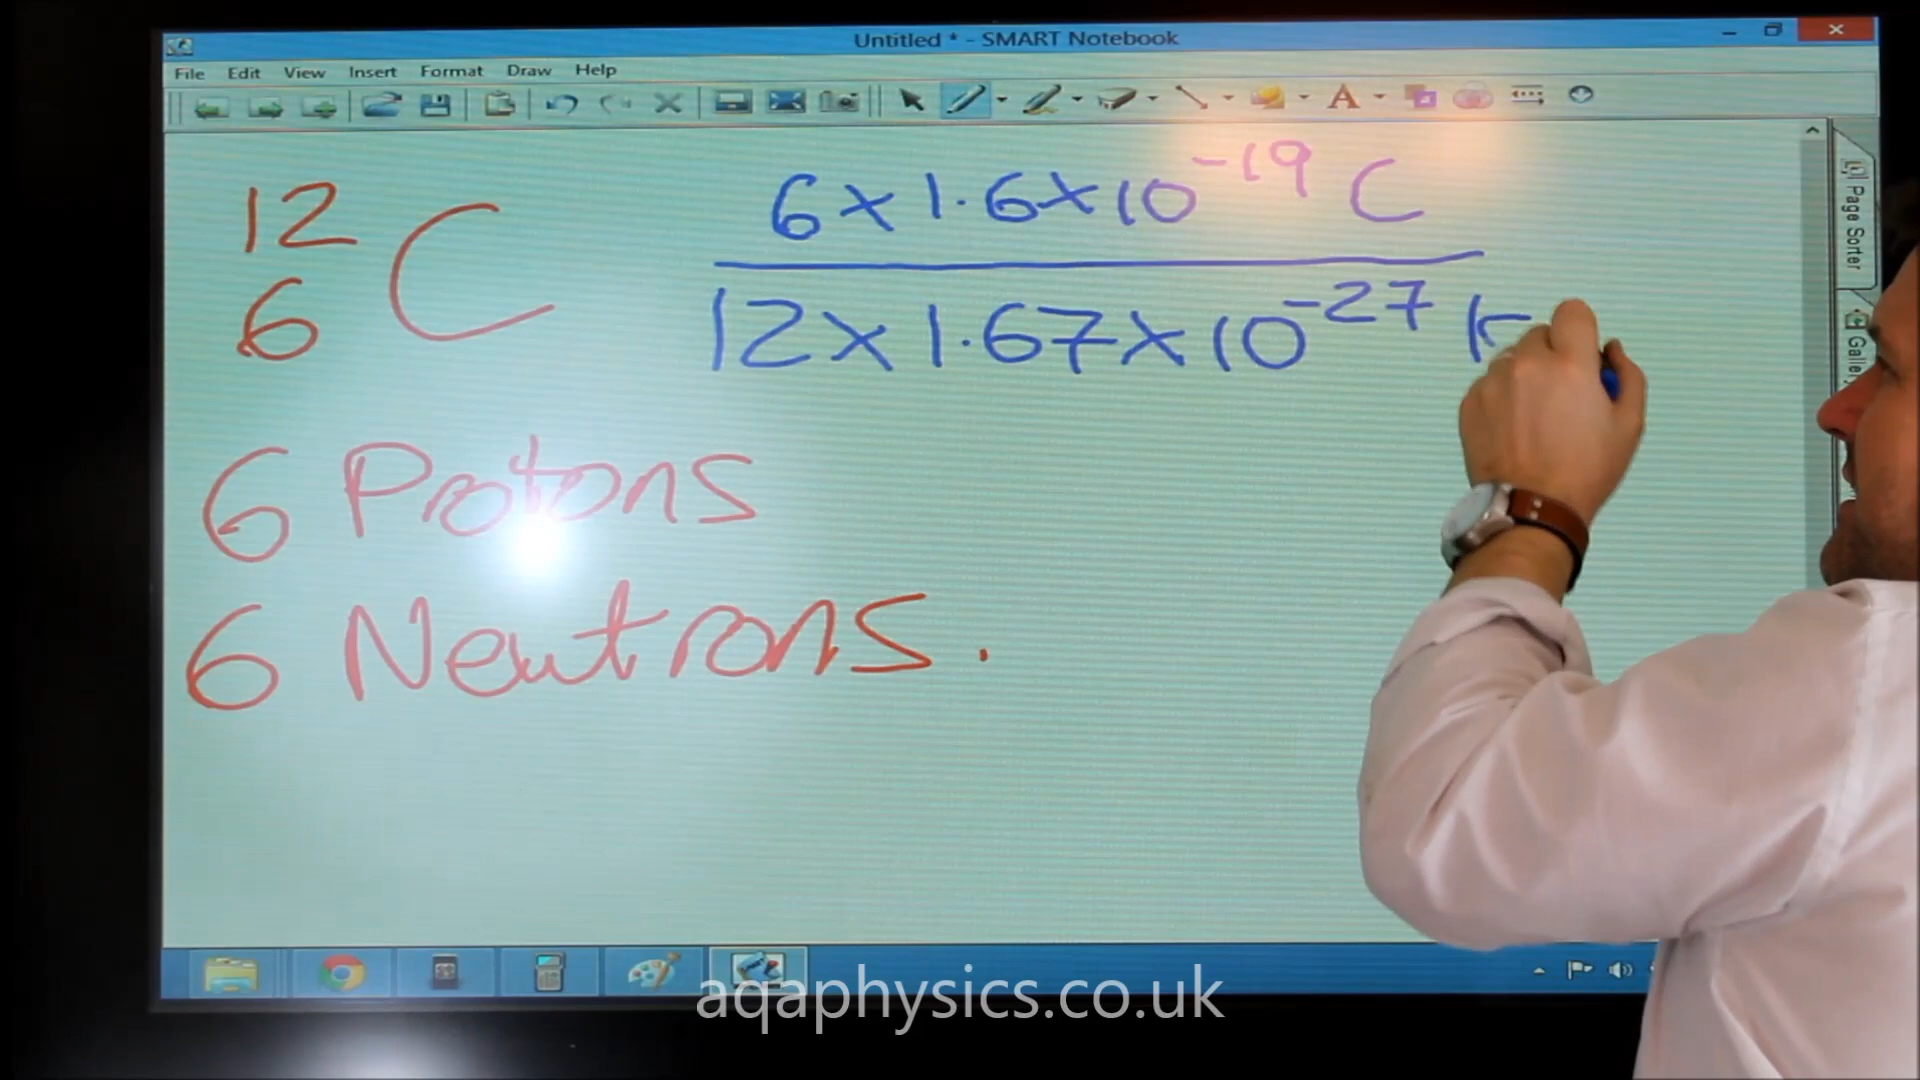 Untitled * - SMART Notebook
File Edit View Insert Format Draw Help
12
6 C
6 x 1.6 x 10^-19 C
12 x 1.67 x 10^-27 k
6 Protons
6 Neutrons.
Page Sorter
Gallery
aqaphysics.co.uk